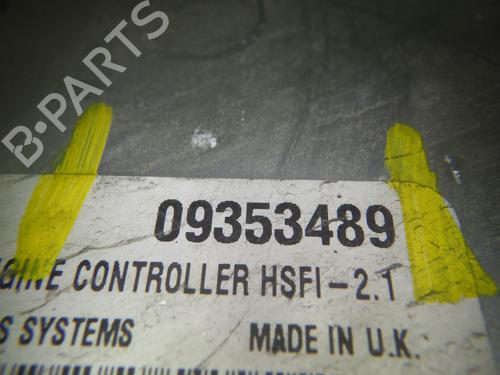 B-PARTS
09353489
GINE CONTROLLER HSFI-2.1
S SYSTEMS MADE IN U.K.